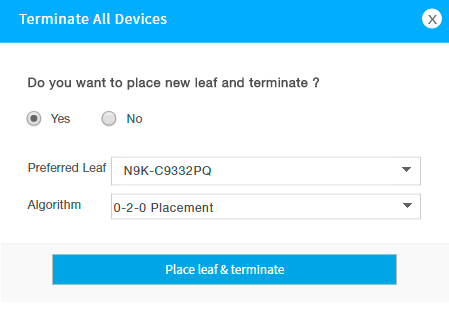 Terminate All Devices
X
Do you want to place new leaf and terminate ?
Yes No
Preferred Leaf N9K-C9332PQ
Algorithm 0-2-0 Placement
Place leaf & terminate